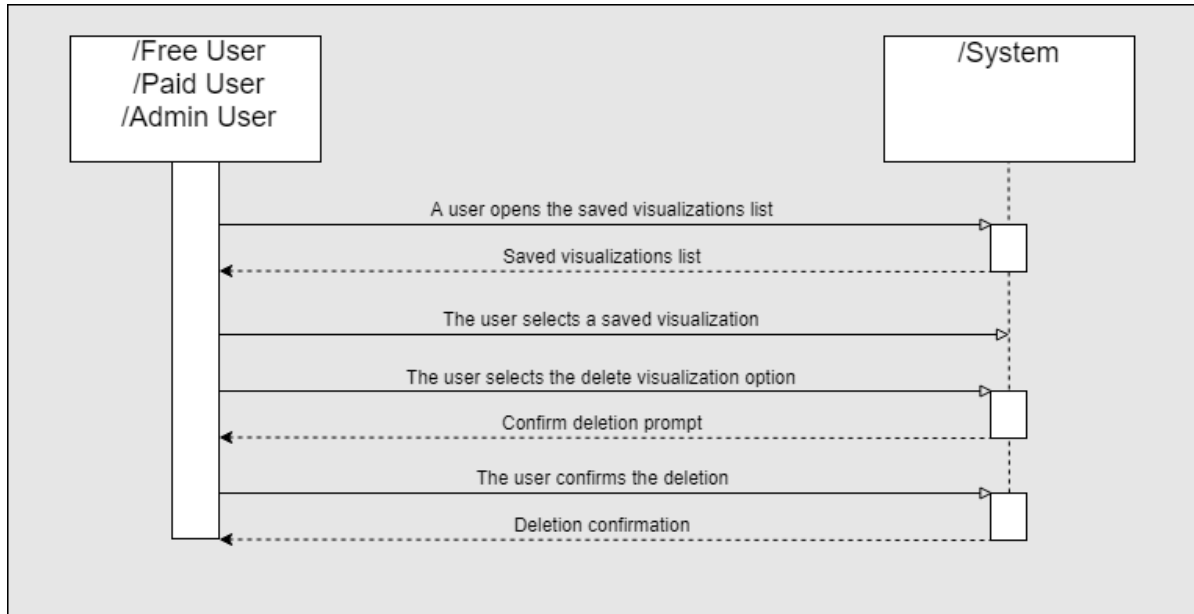 /Free User
/Paid User
/Admin User
/System
A user opens the saved visualizations list
Saved visualizations list
The user selects a saved visualization
The user selects the delete visualization option
Confirm deletion prompt
The user confirms the deletion
Deletion confirmation